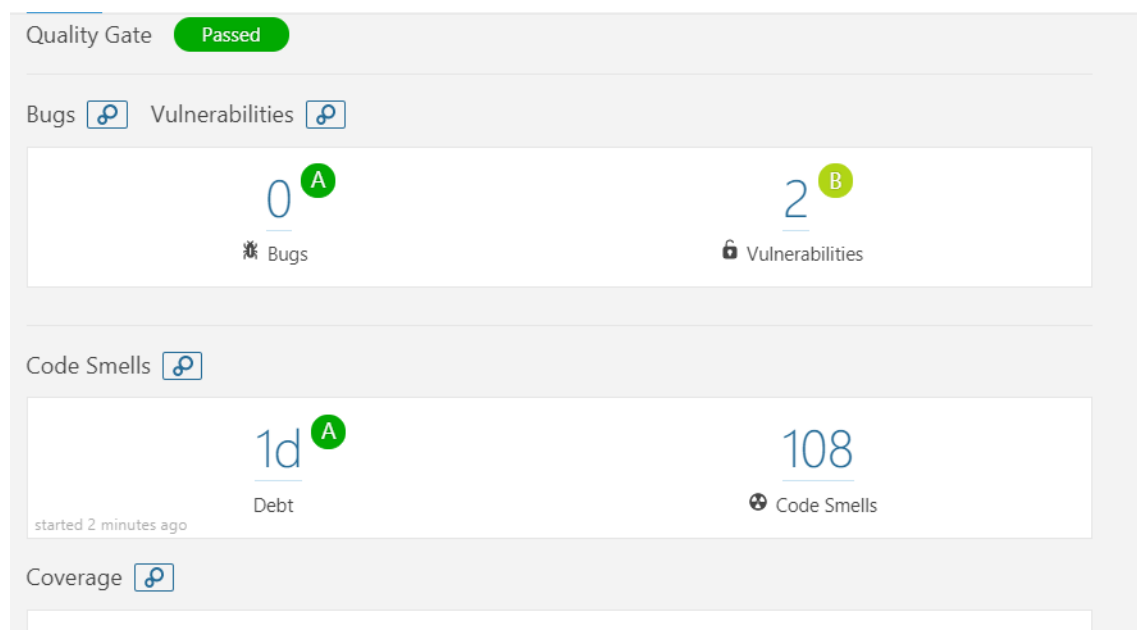 Quality Gate Passed
Bugs Vulnerabilities
0 A 2 B
Bugs Vulnerabilities
Code Smells
1d A 108
Debt Code Smells
started 2 minutes ago
Coverage